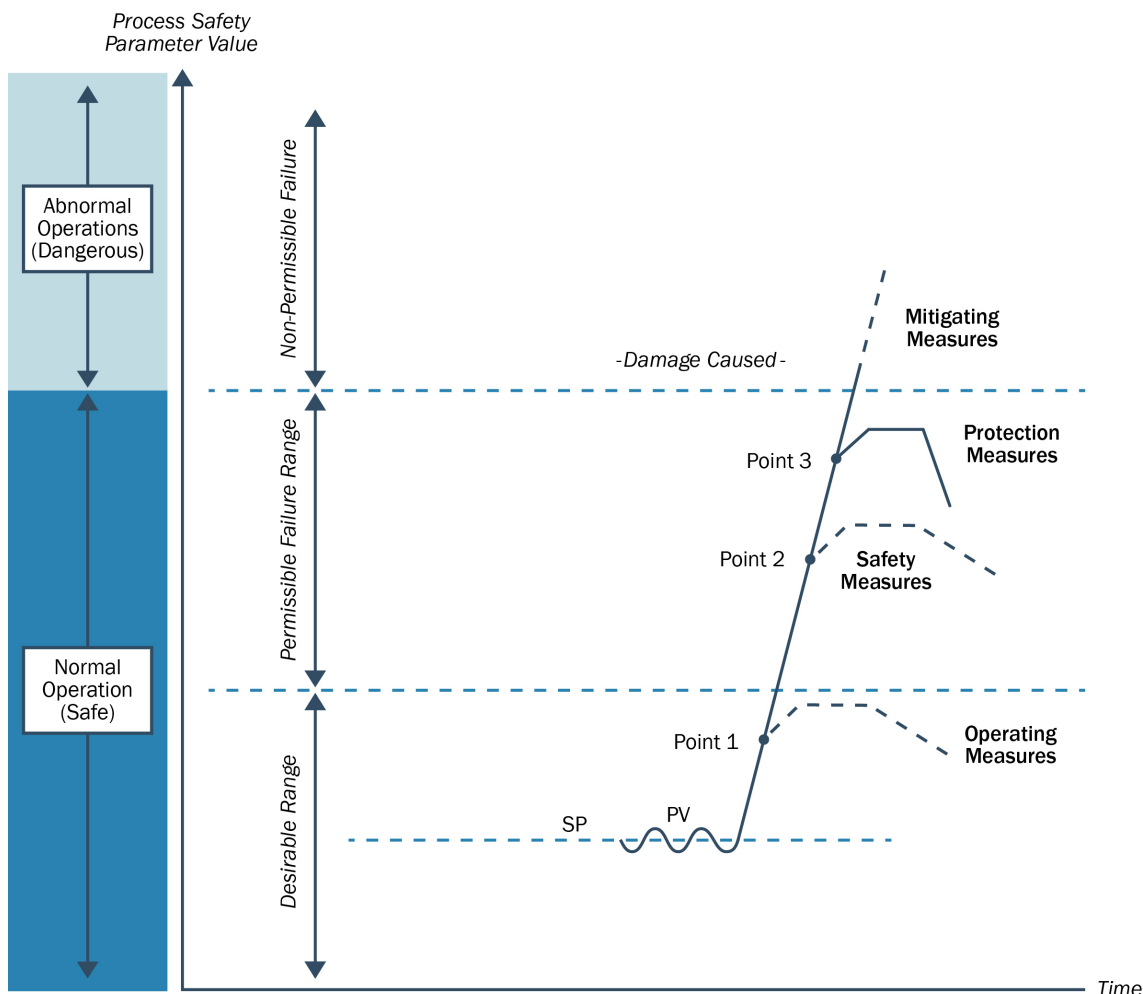 Process Safety
Parameter Value
Abnormal
Operations
(Dangerous)
Non-Permissible Failure
Mitigating
Measures
-Damage Caused-
Permissible Failure Range
Protection
Measures
Point 3
Point 2
Safety
Measures
Normal
Operation
(Safe)
Desirable Range
Point 1
Operating
Measures
SP
PV
Time